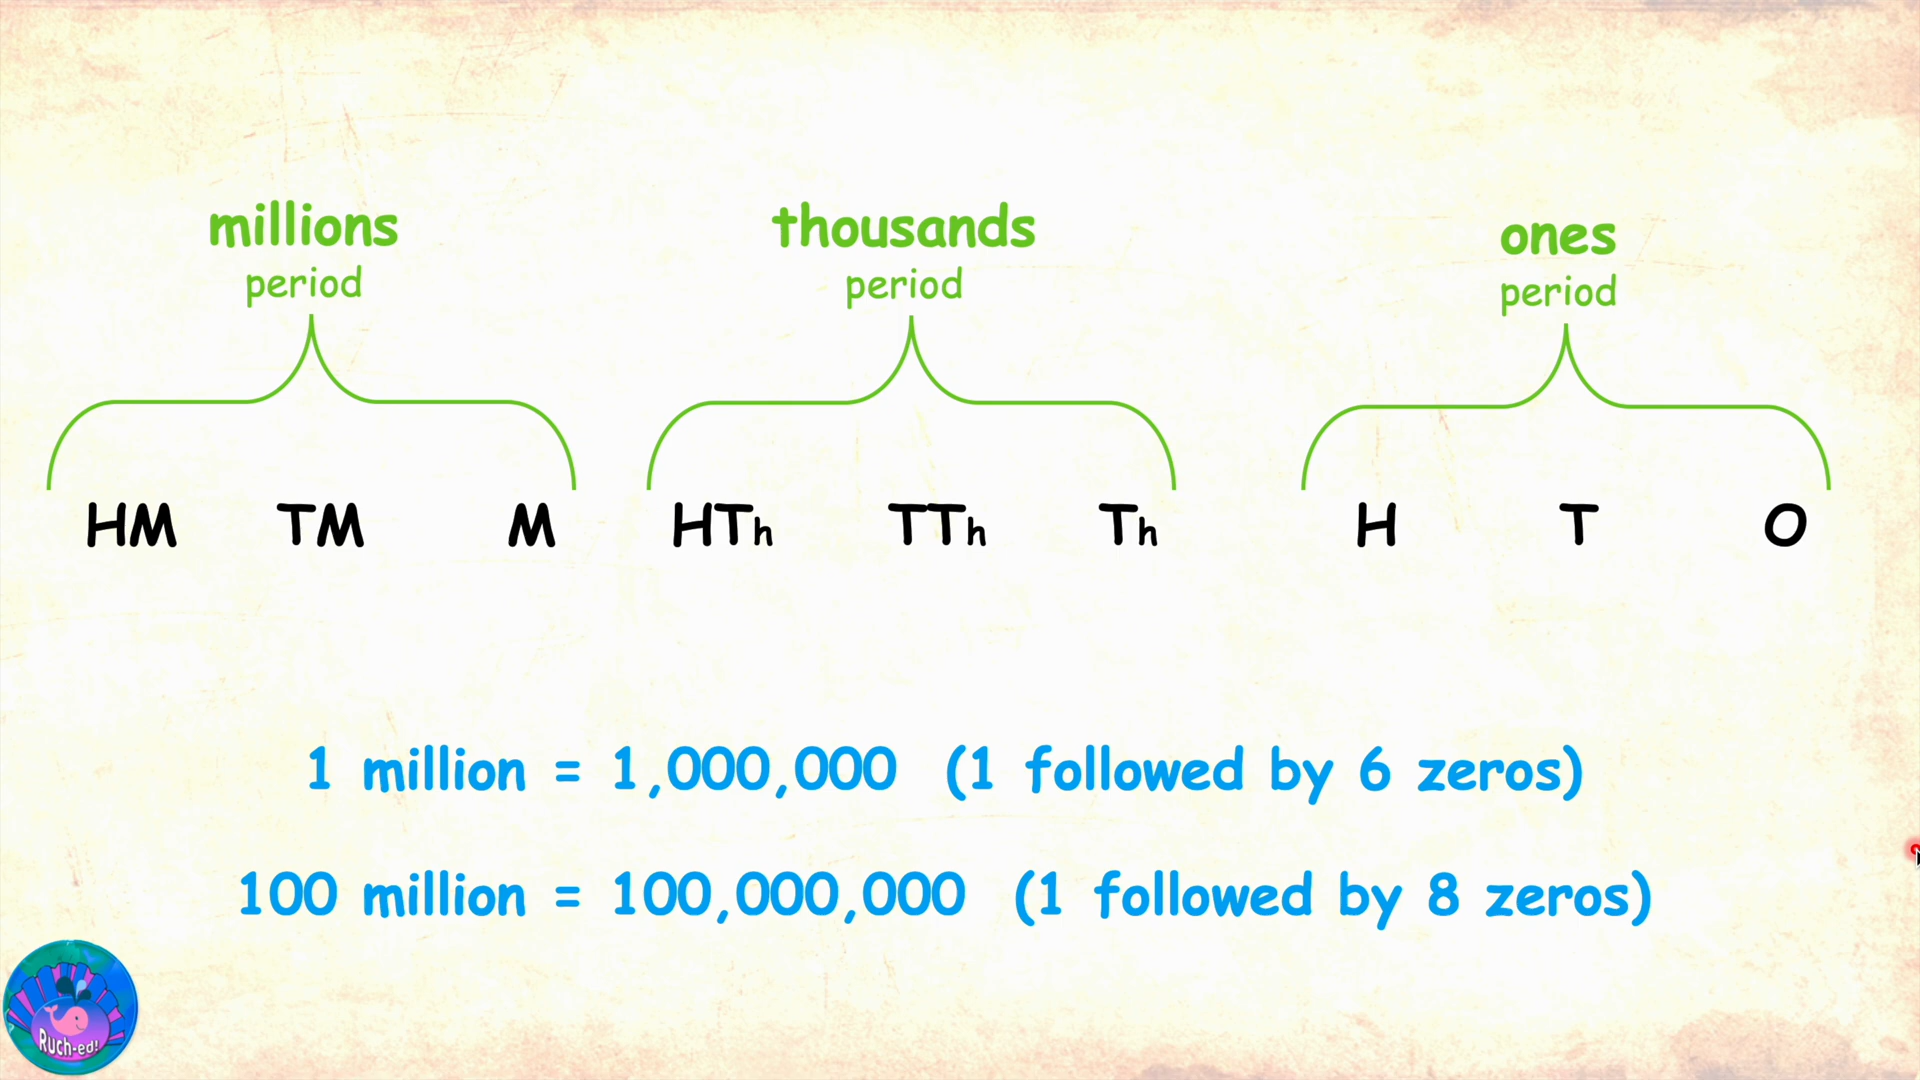 millions
period
thousands
period
ones
period
HM TM M HTh TTh Th H T O
1 million = 1,000,000 (1 followed by 6 zeros)
100 million = 100,000,000 (1 followed by 8 zeros)
Ruch-ed!